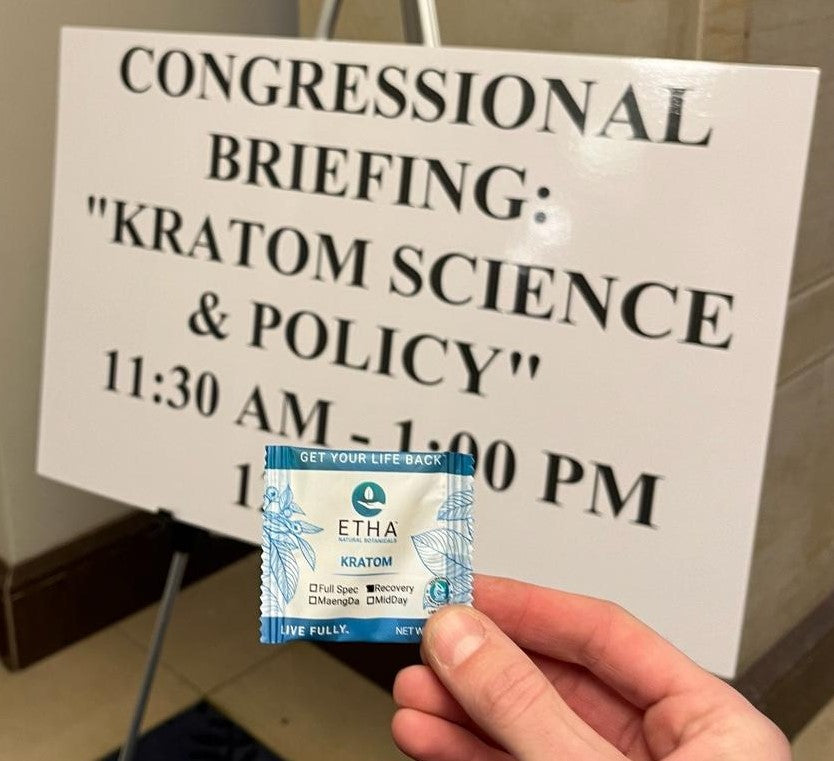 CONGRESSIONAL
BRIEFING:
"KRATOM SCIENCE
& POLICY"
11:30 AM - 1:00 PM
GET YOUR LIFE BACK
ETHA
NATURAL BOTANICALS
KRATOM
Full Spec Recovery
MaengDa MidDay
LIVE FULLY.